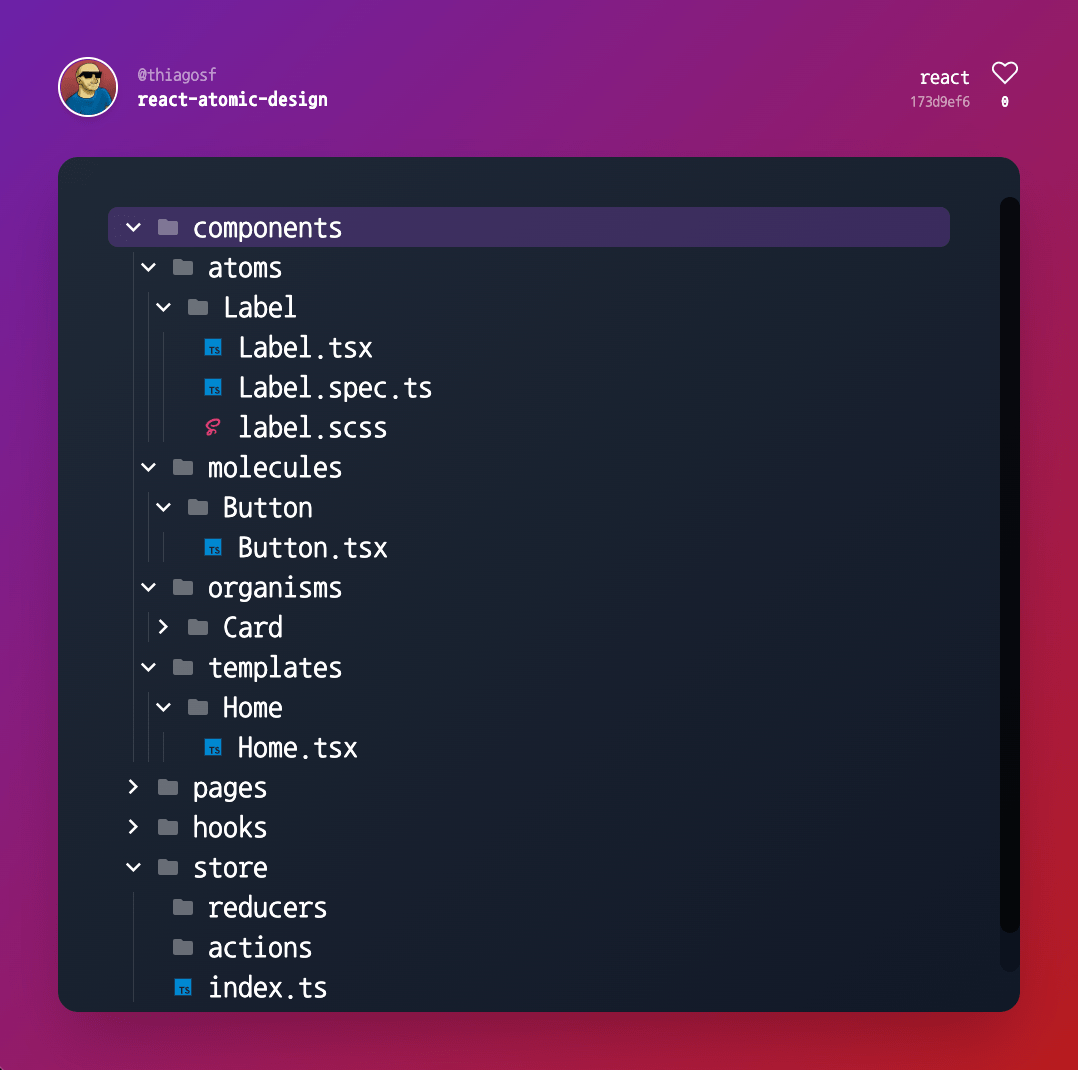 @thiagosf
react-atomic-design
react
173d9ef6
0
components
atoms
Label
TS Label.tsx
TS Label.spec.ts
label.scss
molecules
Button
TS Button.tsx
organisms
Card
templates
Home
TS Home.tsx
pages
hooks
store
reducers
actions
TS index.ts